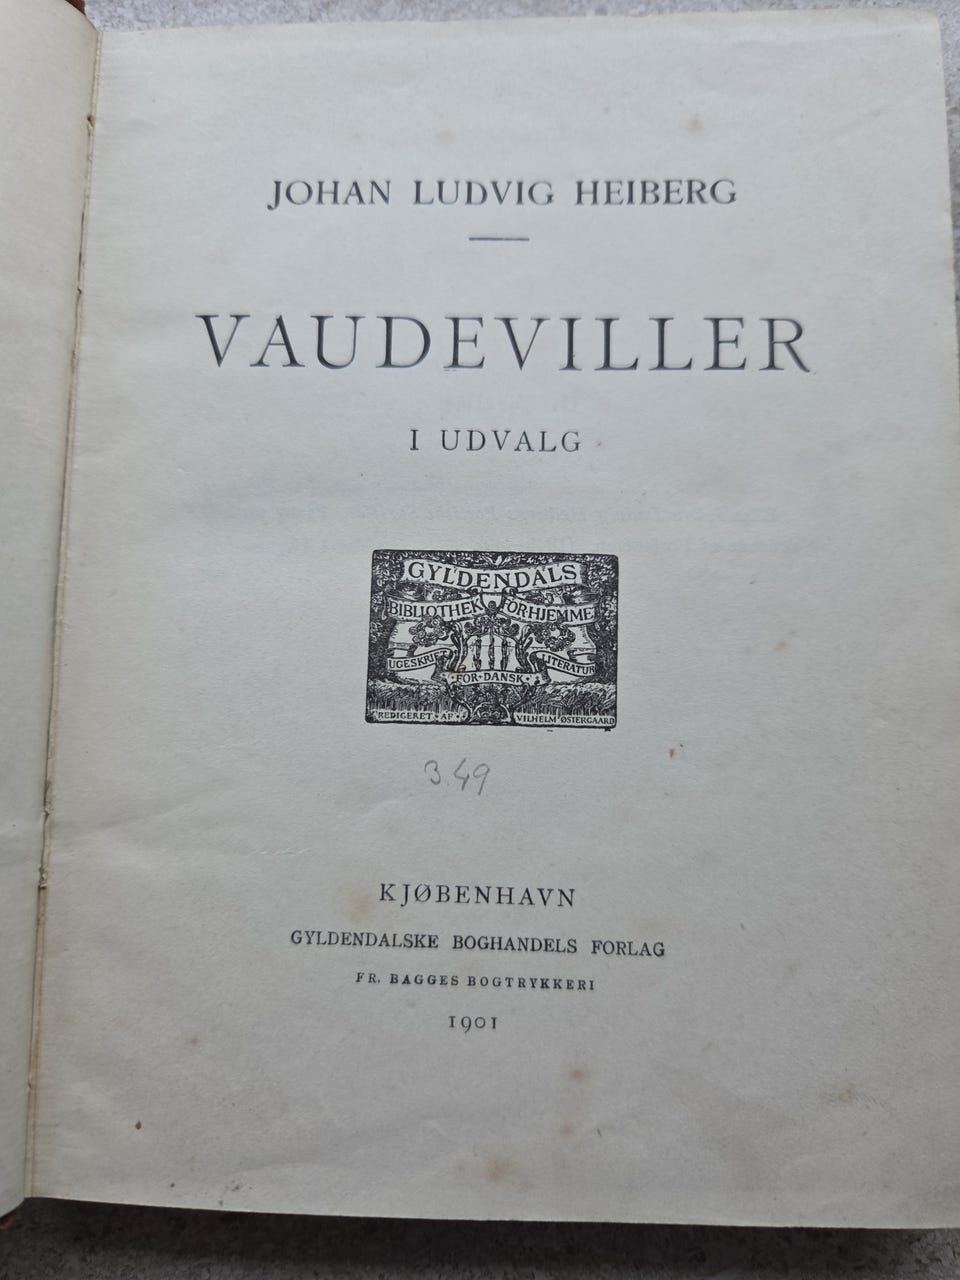 JOHAN LUDVIG HEIBERG
VAUDEVILLER
I UDVALG
GYLDENDALS
BIBLIOTHEK FOR HJEMME
UGESKRIFT LITERATUR
FOR · DANSK ·
REDIGERET · AF · VILHELM ØSTERGAARD
3.49
KJØBENHAVN
GYLDENDALSKE BOGHANDELS FORLAG
FR. BAGGES BOGTRYKKERI
1901